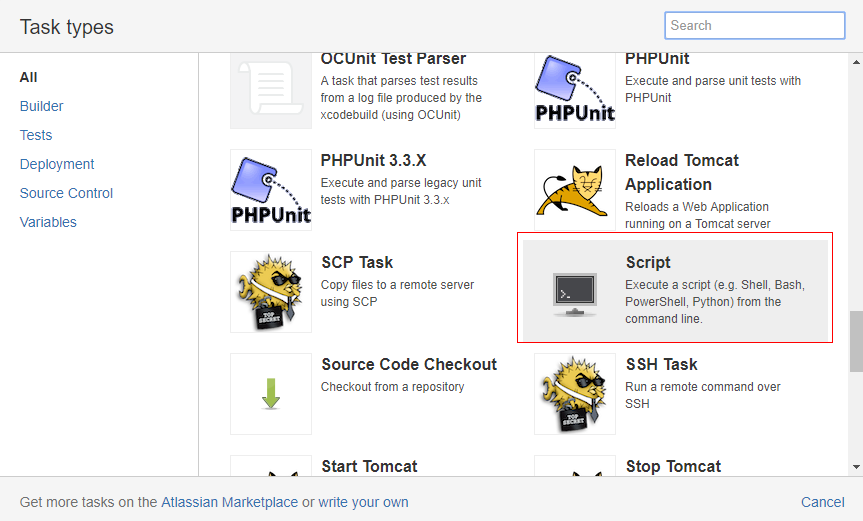 Task types
Search
All
Builder
Tests
Deployment
Source Control
Variables
OCUnit Test Parser
A task that parses test results
from a log file produced by the
xcodebuild (using OCUnit)
PHPUnit
PHPUnit
Execute and parse unit tests with
PHPUnit
PHPUnit
PHPUnit 3.3.X
Execute and parse legacy unit
tests with PHPUnit 3.3.x
Reload Tomcat
Application
Reloads a Web Application
running on a Tomcat server
TOP
SECRET
SCP Task
Copy files to a remote server
using SCP
>_
Script
Execute a script (e.g. Shell, Bash,
PowerShell, Python) from the
command line.
Source Code Checkout
Checkout from a repository
TOP
SECRET
SSH Task
Run a remote command over
SSH
Start Tomcat
Stop Tomcat
Get more tasks on the Atlassian Marketplace or write your own
Cancel